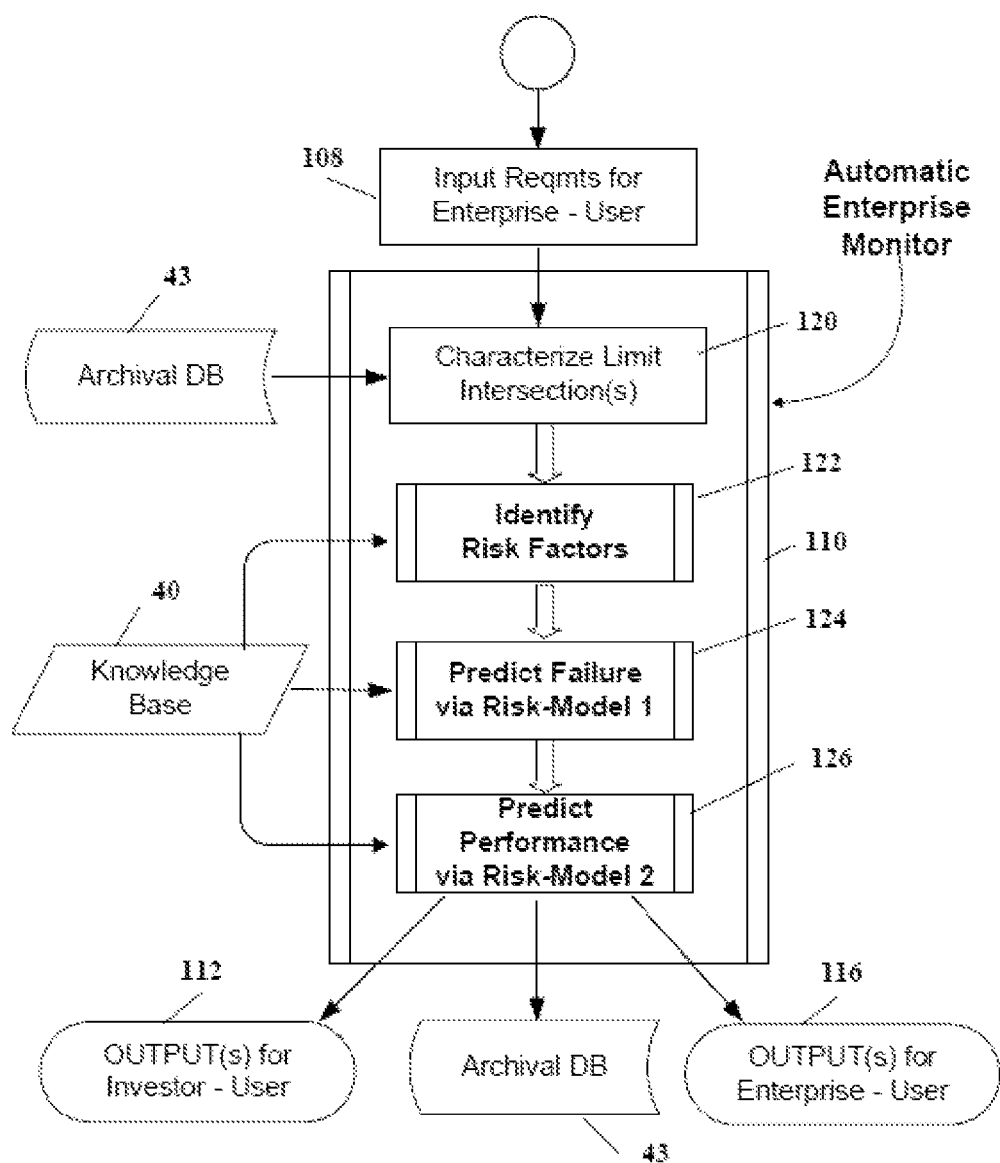 108
Input Reqmts for
Enterprise - User
Automatic
Enterprise
Monitor
43
Archival DB
120
Characterize Limit
Intersection(s)
122
Identify
Risk Factors
110
40
Knowledge
Base
124
Predict Failure
via Risk-Model 1
126
Predict
Performance
via Risk-Model 2
112
OUTPUT(s) for
Investor - User
Archival DB
43
116
OUTPUT(s) for
Enterprise - User